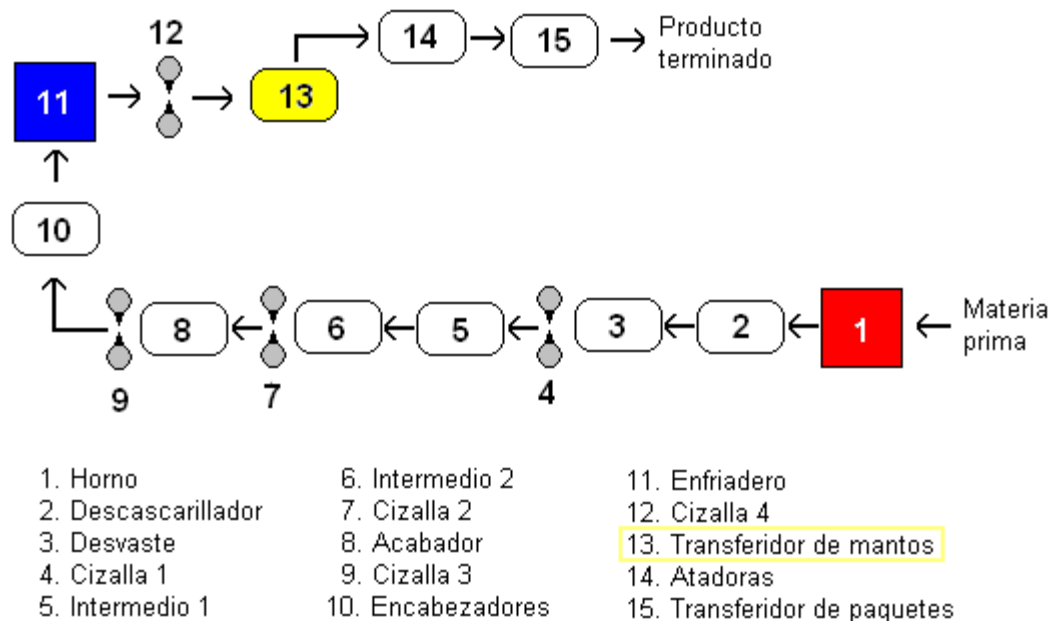 12
14
15
Producto
terminado
11
13
10
8
6
5
3
2
1
Materia
prima
9
7
4
1. Horno
2. Descascarillador
3. Desvaste
4. Cizalla 1
5. Intermedio 1
6. Intermedio 2
7. Cizalla 2
8. Acabador
9. Cizalla 3
10. Encabezadores
11. Enfriadero
12. Cizalla 4
13. Transferidor de mantos
14. Atadoras
15. Transferidor de paquetes